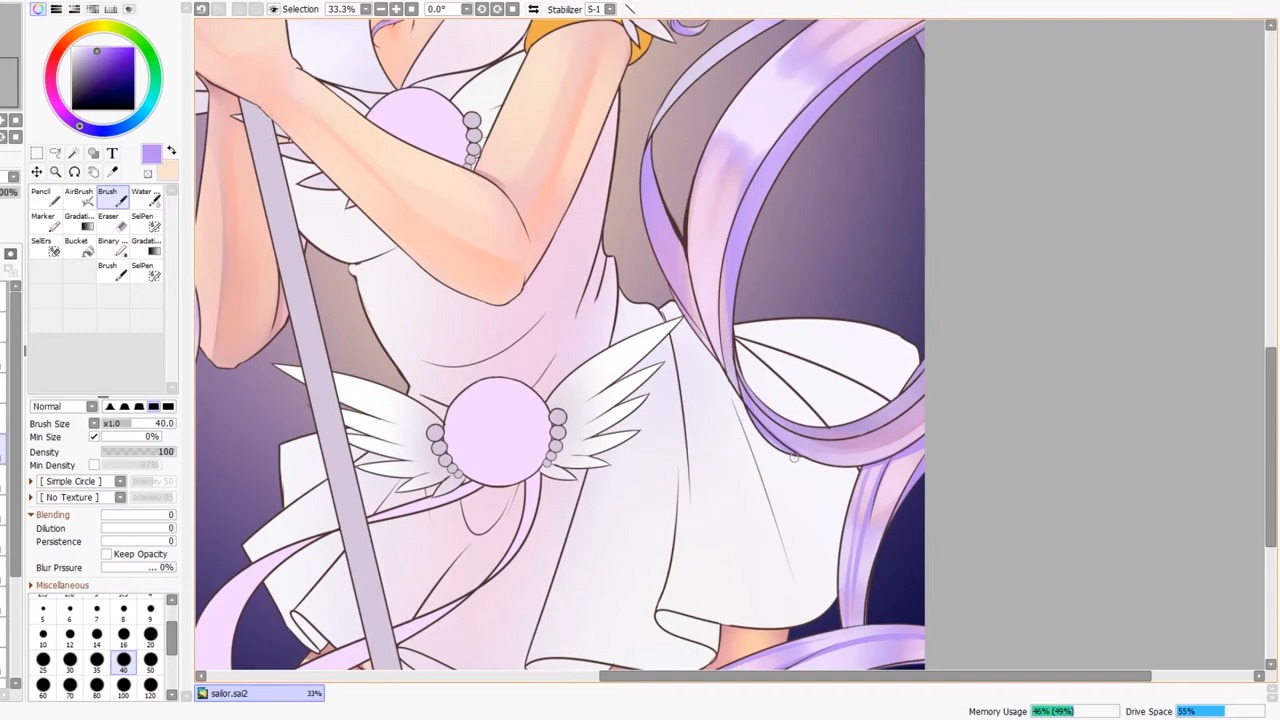 Selection 33.3% 0.0° Stabilizer S-1
T
00%
Pencil AirBrush Brush Water ...
Marker Gradati... Eraser SelPen
SelErs Bucket Binary ... Gradati...
Brush SelPen
Normal
Brush Size x1.0 40.0
Min Size 0%
Density 100
Min Density
[ Simple Circle ]
[ No Texture ]
Blending 0
Dilution 0
Persistence 0
Keep Opacity
Blur Prssure ... 0%
Miscellaneous
5 6 7 8 9
10 12 14 16 20
25 30 35 40 50
60 70 80 100 120
sailor.sai2 33%
Memory Usage 46% (49%) Drive Space 55%